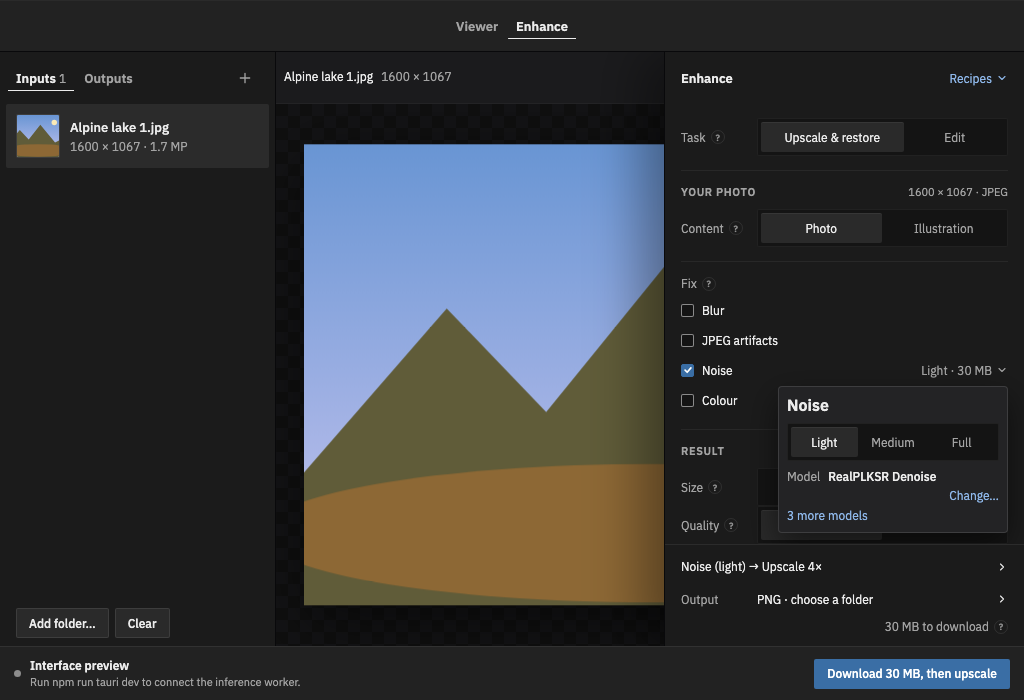 Viewer Enhance
Inputs 1 Outputs +
Alpine lake 1.jpg
1600 × 1067 · 1.7 MP
Add folder... Clear
Alpine lake 1.jpg 1600 × 1067
Enhance Recipes
Task ? Upscale & restore Edit
YOUR PHOTO 1600 × 1067 · JPEG
Content ? Photo Illustration
Fix ?
Blur
JPEG artifacts
Noise Light · 30 MB
Colour
Noise
Light Medium Full
Model RealPLKSR Denoise
Change...
3 more models
RESULT
Size ?
Quality ?
Noise (light) → Upscale 4×
Output PNG · choose a folder
30 MB to download ?
Interface preview
Run npm run tauri dev to connect the inference worker.
Download 30 MB, then upscale